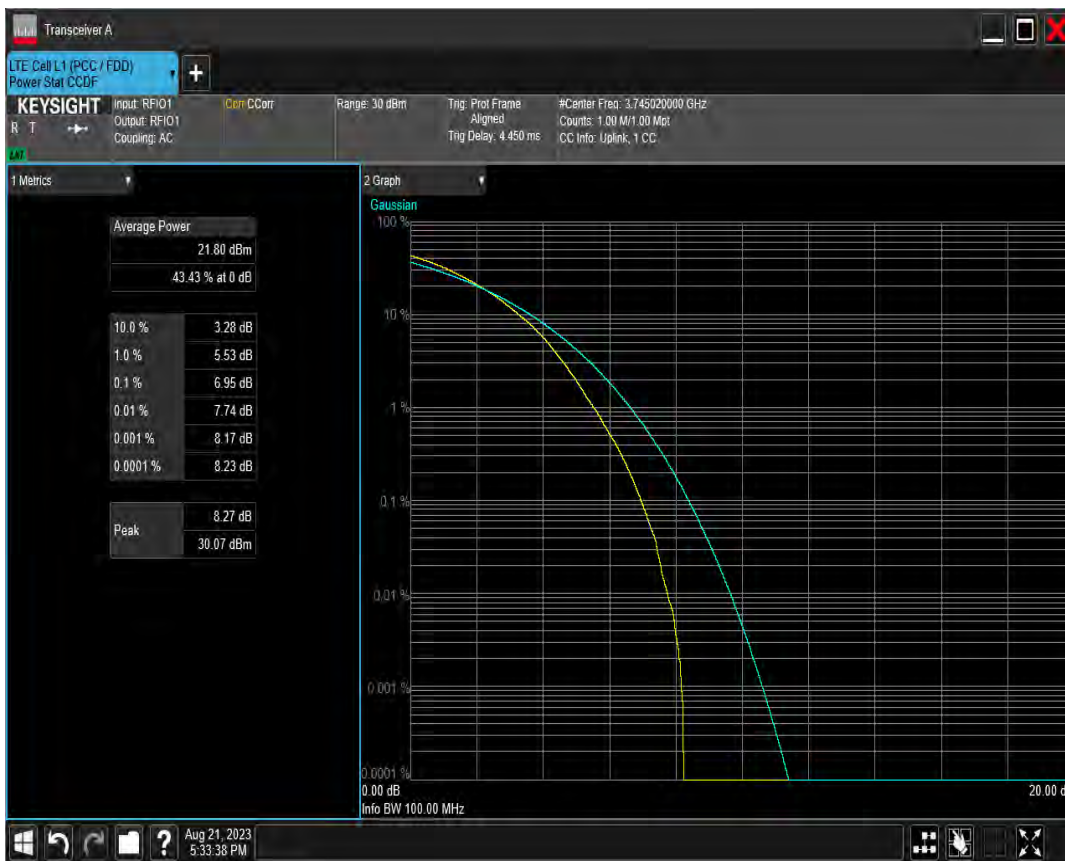 Transceiver A
LTE Cell L1 (PCC / FDD)
Power Stat CCDF
+
KEYSIGHT
R T
LXI
Input: RFIO1
Output: RFIO1
Coupling: AC
Corr CCorr
Range: 30 dBm
Trig: Prot Frame
Aligned
Trig Delay: 4.450 ms
#Center Freq: 3.745020000 GHz
Counts: 1.00 M/1.00 Mpt
CC Info: Uplink, 1 CC
1 Metrics
Average Power
21.80 dBm
43.43 % at 0 dB
10.0 % 3.28 dB
1.0 % 5.53 dB
0.1 % 6.95 dB
0.01 % 7.74 dB
0.001 % 8.17 dB
0.0001 % 8.23 dB
Peak
8.27 dB
30.07 dBm
2 Graph
Gaussian
100 %
10 %
1 %
0.1 %
0.01 %
0.001 %
0.0001 %
0.00 dB
20.00 d
Info BW 100.00 MHz
?
Aug 21, 2023
5:33:38 PM